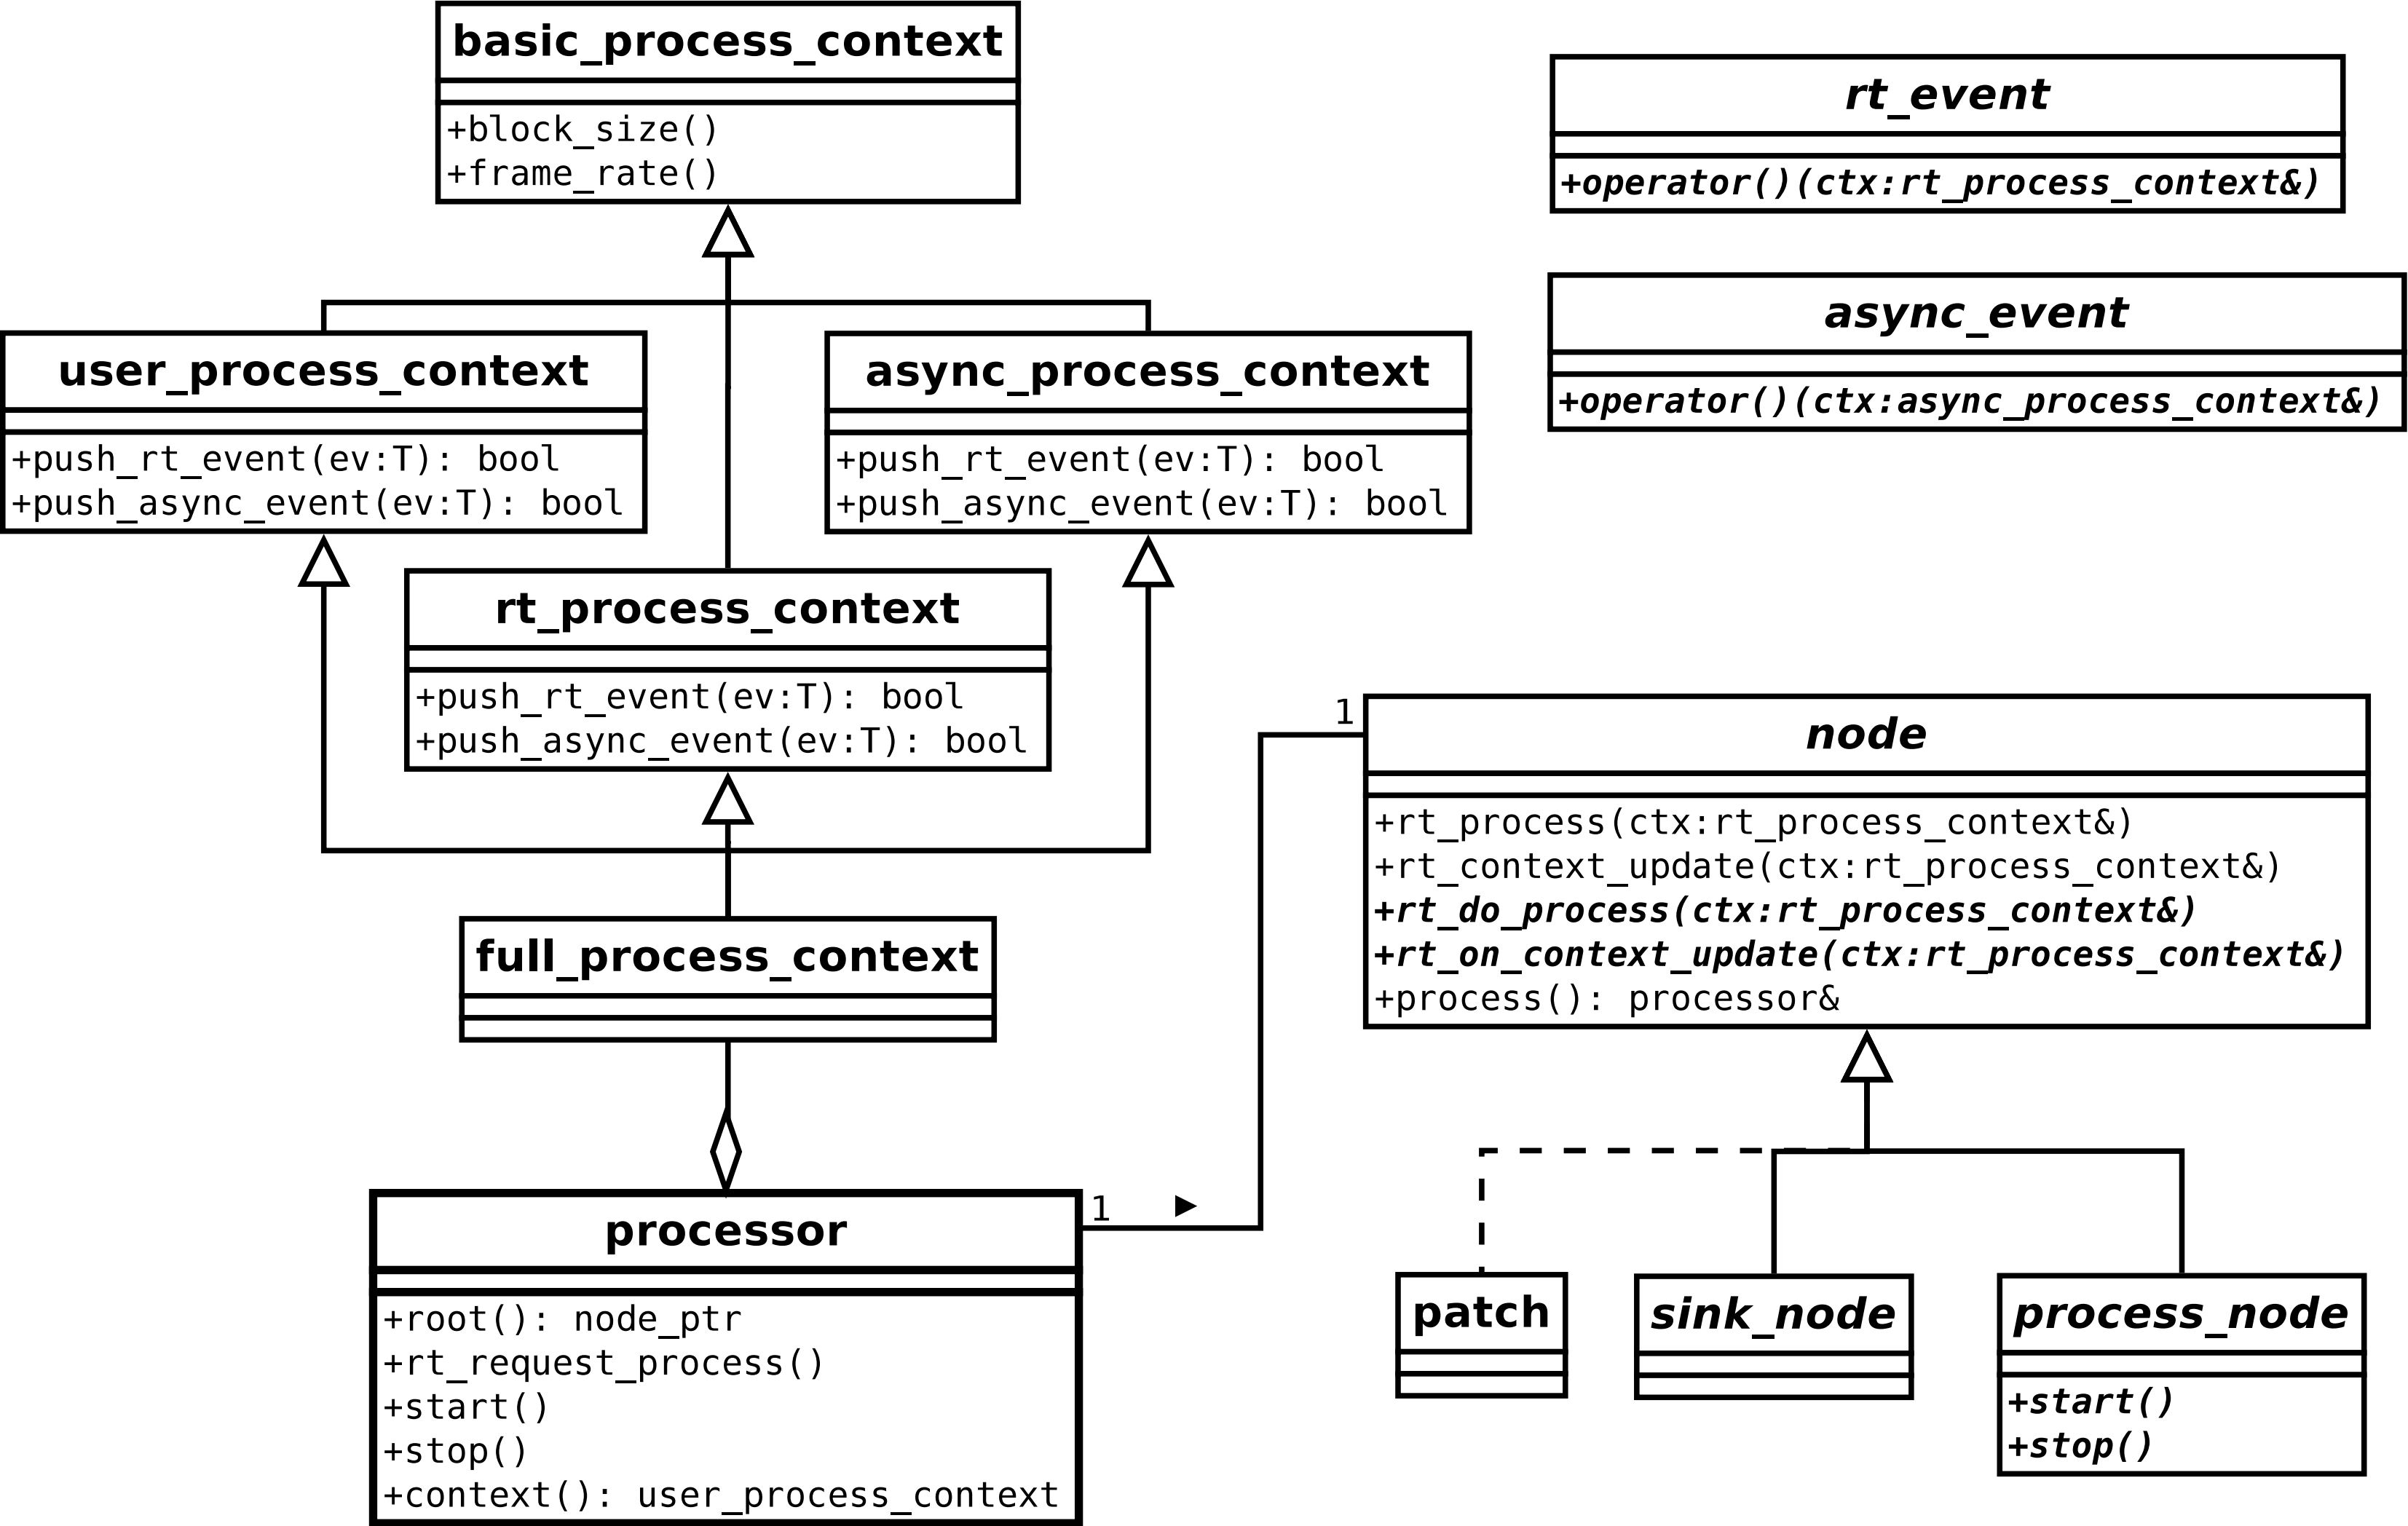 basic_process_context
+block_size()
+frame_rate()
rt_event
+operator()(ctx:rt_process_context&)
async_event
+operator()(ctx:async_process_context&)
user_process_context
+push_rt_event(ev:T): bool
+push_async_event(ev:T): bool
async_process_context
+push_rt_event(ev:T): bool
+push_async_event(ev:T): bool
rt_process_context
+push_rt_event(ev:T): bool
+push_async_event(ev:T): bool
1
node
+rt_process(ctx:rt_process_context&)
+rt_context_update(ctx:rt_process_context&)
+rt_do_process(ctx:rt_process_context&)
+rt_on_context_update(ctx:rt_process_context&)
+process(): processor&
full_process_context
processor
1
+root(): node_ptr
+rt_request_process()
+start()
+stop()
+context(): user_process_context
patch
sink_node
process_node
+start()
+stop()